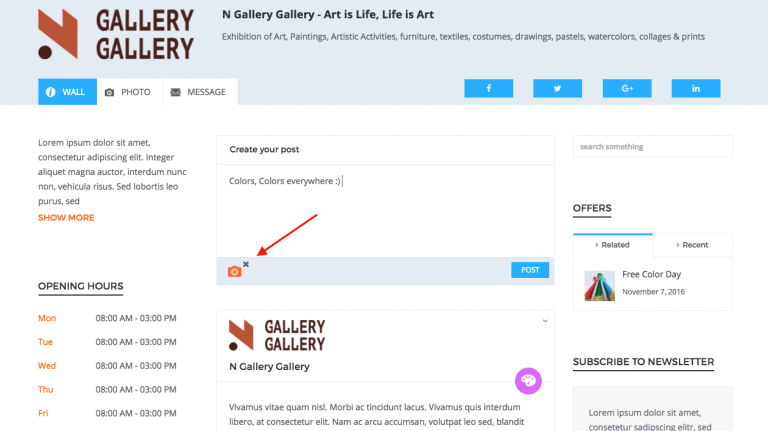 GALLERY
GALLERY
N Gallery Gallery - Art is Life, Life is Art
Exhibition of Art, Paintings, Artistic Activities, furniture, textiles, costumes, drawings, pastels, watercolors, collages & prints
WALL
PHOTO
MESSAGE
f
G+
in
Lorem ipsum dolor sit amet,
consectetur adipiscing elit. Integer
aliquet magna auctor, interdum nunc
non, vehicula risus. Sed lobortis leo
purus, sed
SHOW MORE
OPENING HOURS
Mon 08:00 AM - 03:00 PM
Tue 08:00 AM - 03:00 PM
Wed 08:00 AM - 03:00 PM
Thu 08:00 AM - 03:00 PM
Fri 08:00 AM - 03:00 PM
Create your post
Colors, Colors everywhere :)
POST
GALLERY
GALLERY
N Gallery Gallery
Vivamus vitae quam nisl. Morbi ac tincidunt lacus. Vivamus quis interdum
libero, at consectetur elit. Nam ac arcu accumsan, volutpat leo sed, blandit
search something
OFFERS
Related
Recent
Free Color Day
November 7, 2016
SUBSCRIBE TO NEWSLETTER
Lorem ipsum dolor sit amet,
consectetur adipiscing elit.